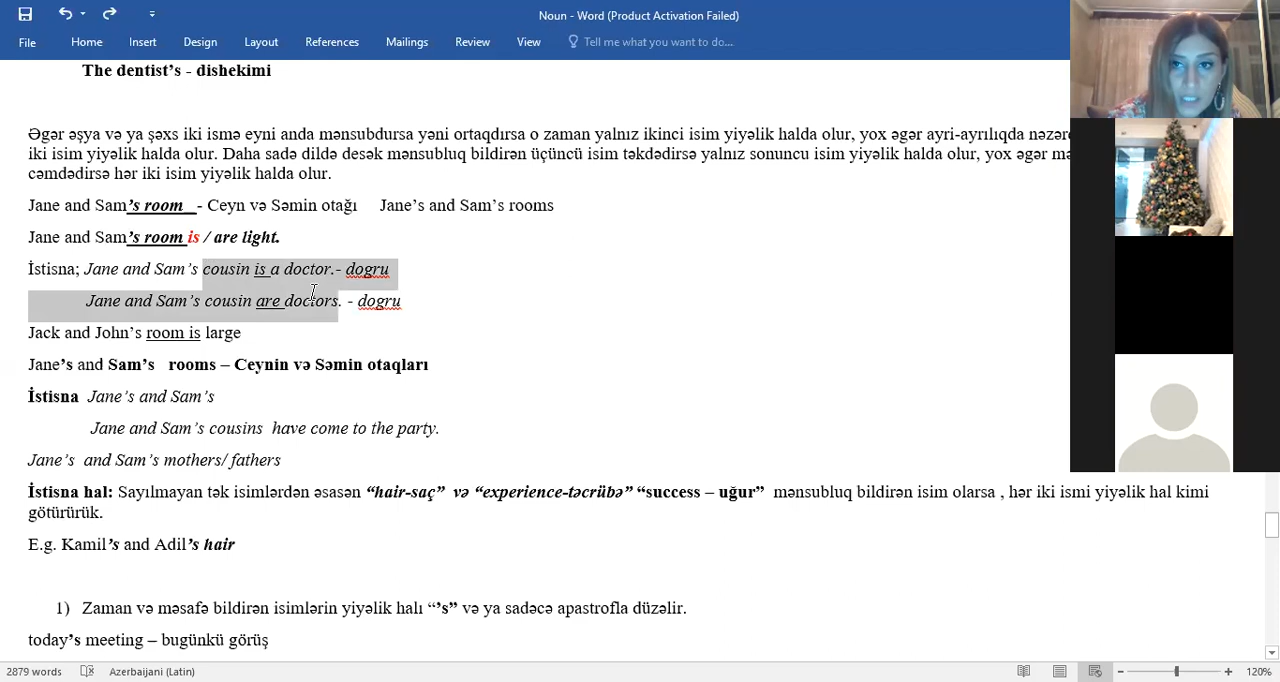 Noun - Word (Product Activation Failed)
File Home Insert Design Layout References Mailings Review View Tell me what you want to do...
The dentist’s - dishekimi
Əgər əşya və ya şəxs iki ismə eyni anda mənsubdursa yəni ortaqdırsa o zaman yalnız ikinci isim yiyəlik halda olur, yox əgər ayri-ayrılıqda
iki isim yiyəlik halda olur. Daha sadə dildə desək mənsubluq bildirən üçüncü isim təkdədirsə yalnız sonuncu isim yiyəlik halda olur, yox əgər
cəmdədirsə hər iki isim yiyəlik halda olur.
Jane and Sam’s room - Ceyn və Səmin otağı Jane’s and Sam’s rooms
Jane and Sam’s room is / are light.
İstisna; Jane and Sam’s cousin is a doctor.- dogru
Jane and Sam’s cousin are doctors. - dogru
Jack and John’s room is large
Jane’s and Sam’s rooms – Ceynin və Səmin otaqları
İstisna Jane’s and Sam’s
Jane and Sam’s cousins have come to the party.
Jane’s and Sam’s mothers/ fathers
İstisna hal: Sayılmayan tək isimlərdən əsasən “hair-saç” və “experience-təcrübə” “success – uğur” mənsubluq bildirən isim olarsa , hər iki ismi yiyəlik hal kimi
götürürük.
E.g. Kamil’s and Adil’s hair
1) Zaman və məsafə bildirən isimlərin yiyəlik halı “’s” və ya sadəcə apastrofla düzəlir.
today’s meeting – bugünkü görüş
2879 words Azerbaijani (Latin) 120%